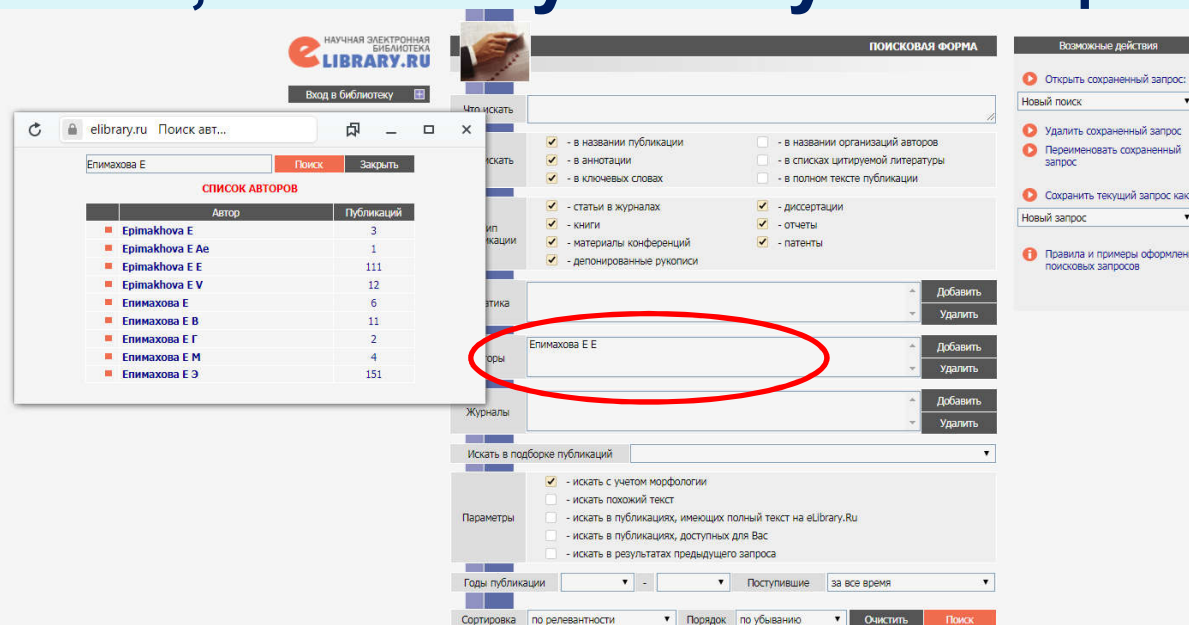 НАУЧНАЯ ЭЛЕКТРОННАЯ
БИБЛИОТЕКА
eLIBRARY.RU
Вход в библиотеку
elibrary.ru Поиск авт...
Епимахова Е
Поиск
Закрыть
СПИСОК АВТОРОВ
Автор Публикаций
Epimakhova E 3
Epimakhova E Ae 1
Epimakhova E E 111
Epimakhova E V 12
Епимахова Е 6
Епимахова Е В 11
Епимахова Е Г 2
Епимахова Е М 4
Епимахова Е Э 151
ПОИСКОВАЯ ФОРМА
Что искать
искать
- в названии публикации
- в аннотации
- в ключевых словах
- в названии организаций авторов
- в списках цитируемой литературы
- в полном тексте публикации
- статьи в журналах
- книги
- материалы конференций
- депонированные рукописи
- диссертации
- отчеты
- патенты
Добавить
Удалить
Епимахова Е Е
Добавить
Удалить
Журналы
Добавить
Удалить
Искать в подборке публикаций
Параметры
- искать с учетом морфологии
- искать похожий текст
- искать в публикациях, имеющих полный текст на eLibrary.Ru
- искать в публикациях, доступных для Вас
- искать в результатах предыдущего запроса
Годы публикации - Поступившие за все время
Сортировка по релевантности Порядок по убыванию Очистить Поиск
Возможные действия
Открыть сохраненный запрос:
Новый поиск
Удалить сохраненный запрос
Переименовать сохраненный
запрос
Сохранить текущий запрос как
Новый запрос
Правила и примеры
поисковых запросов